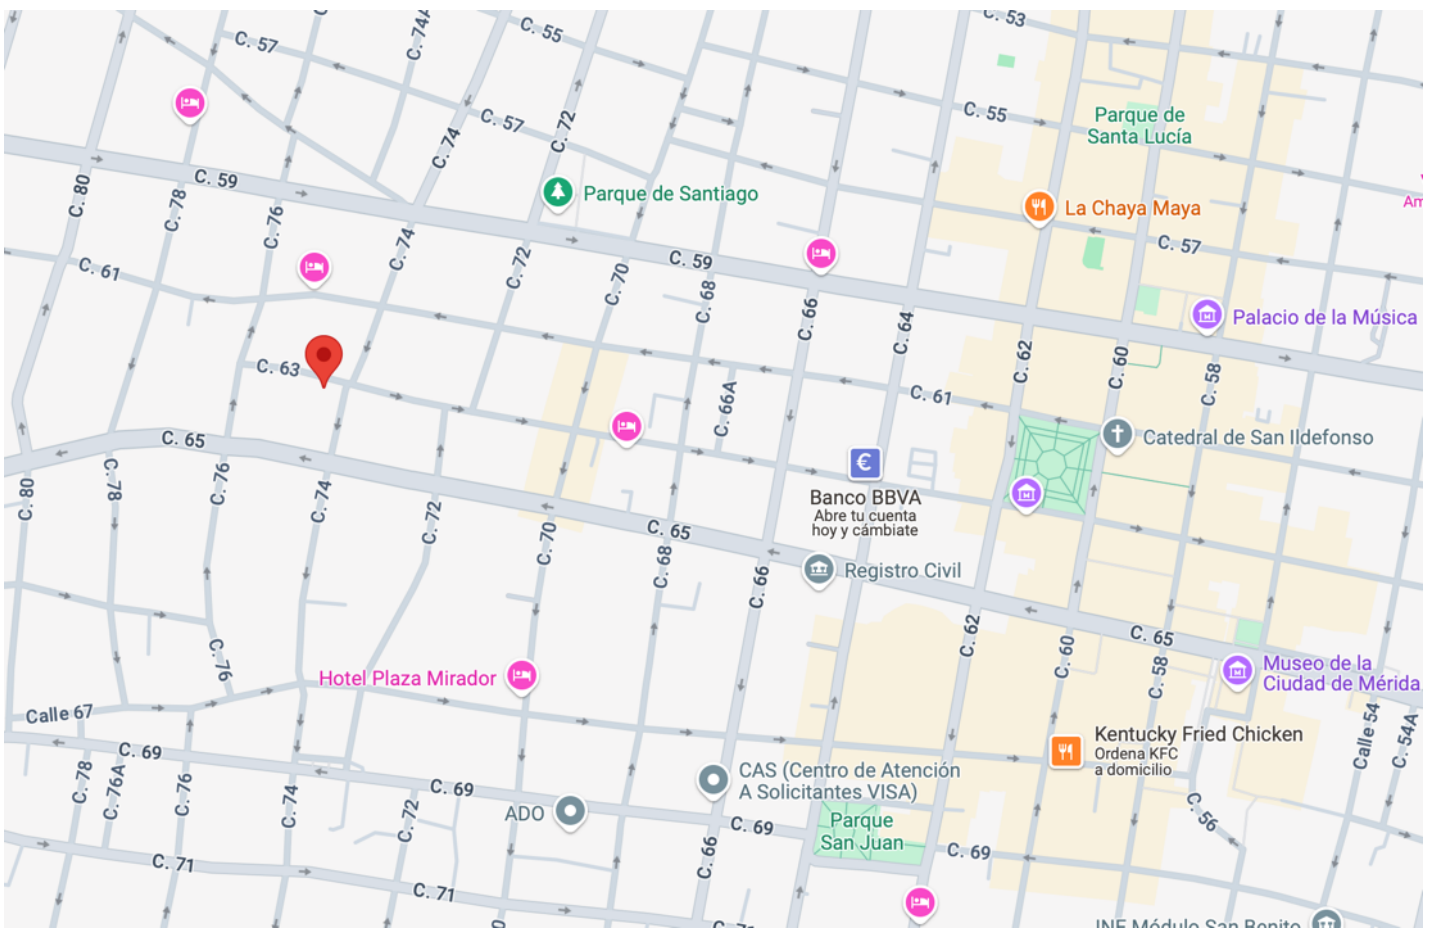 C. 53
C. 74A
C. 55
C. 57
C. 57
C. 72
C. 74
C. 55
Parque de
Santa Lucía
C. 59
C. 80
C. 78
C. 76
Parque de Santiago
La Chaya Maya
Am
C. 57
C. 74
C. 72
C. 70
C. 59
C. 68
C. 61
C. 66
C. 64
C. 62
C. 60
C. 58
Palacio de la Música
C. 63
C. 66A
C. 61
Catedral de San Ildefonso
C. 65
C. 80
C. 78
C. 76
C. 74
C. 72
C. 70
C. 68
C. 65
Banco BBVA
Abre tu cuenta
hoy y cámbiate
Registro Civil
C. 66
C. 62
C. 60
C. 58
C. 65
C. 76
Hotel Plaza Mirador
Museo de la
Ciudad de Mérida
Calle 67
Calle 54
C. 54A
Kentucky Fried Chicken
Ordena KFC
a domicilio
C. 69
C. 78
C. 76A
C. 76
C. 74
C. 72
C. 69
ADO
CAS (Centro de Atención
A Solicitantes VISA)
C. 69
Parque
San Juan
C. 56
C. 69
C. 66
C. 71
C. 71
INE Módulo San Benito